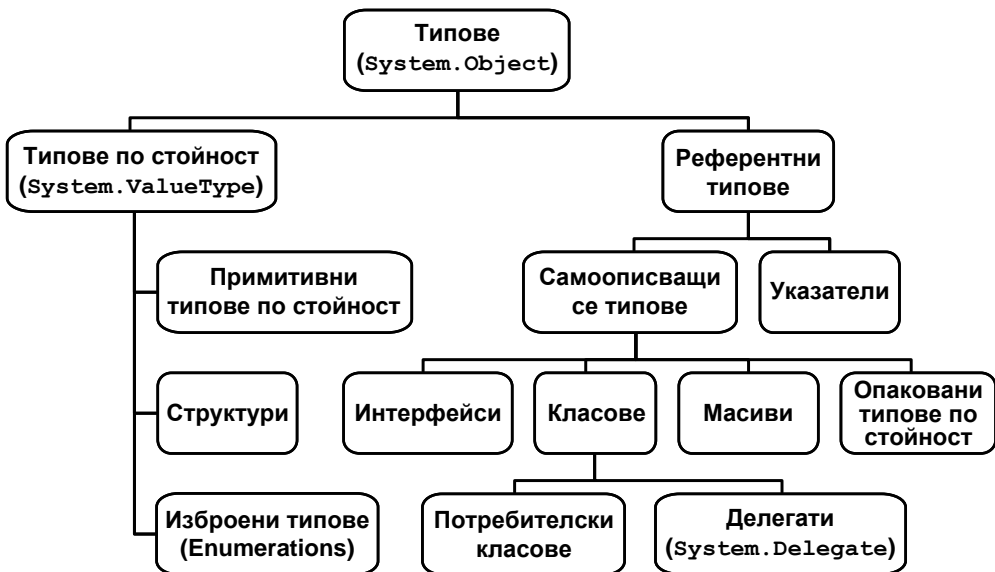 Типове
(System.Object)
Типове по стойност
(System.ValueType)
Референтни
типове
Примитивни
типове по стойност
Самоописващи
се типове
Указатели
Структури
Интерфейси
Класове
Масиви
Опаковани
типове по
стойност
Изброени типове
(Enumerations)
Потребителски
класове
Делегати
(System.Delegate)